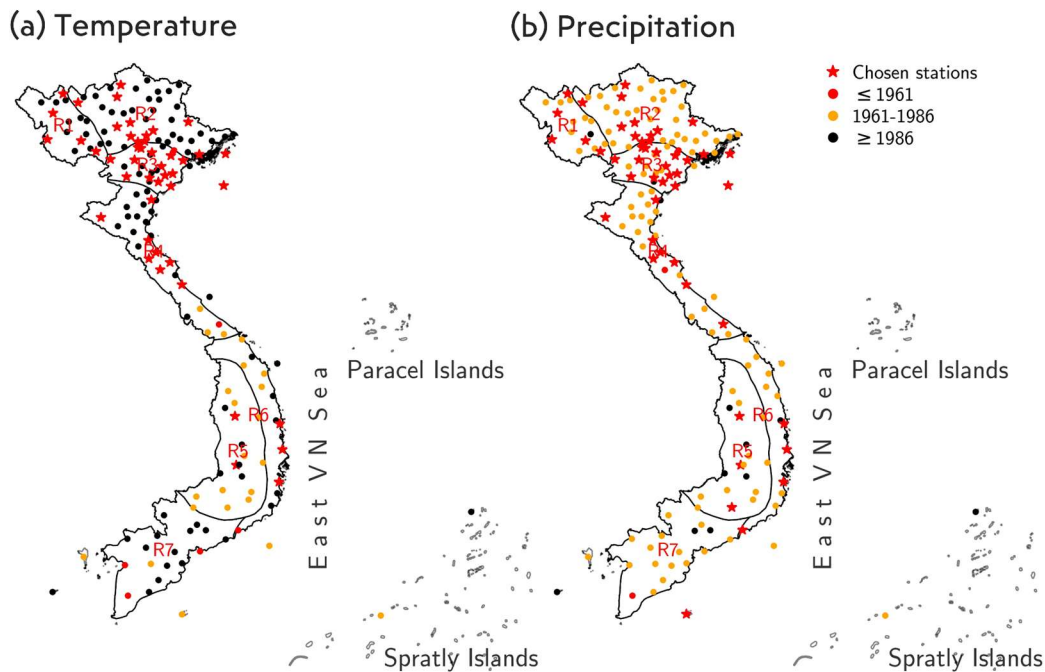 (a) Temperature
(b) Precipitation
Chosen stations
≤ 1961
1961-1986
≥ 1986
R1
R2
R3
R4
R5
R6
R7
East VN Sea
Paracel Islands
Spratly Islands
R1
R2
R3
R4
R5
R6
R7
East VN Sea
Paracel Islands
Spratly Islands